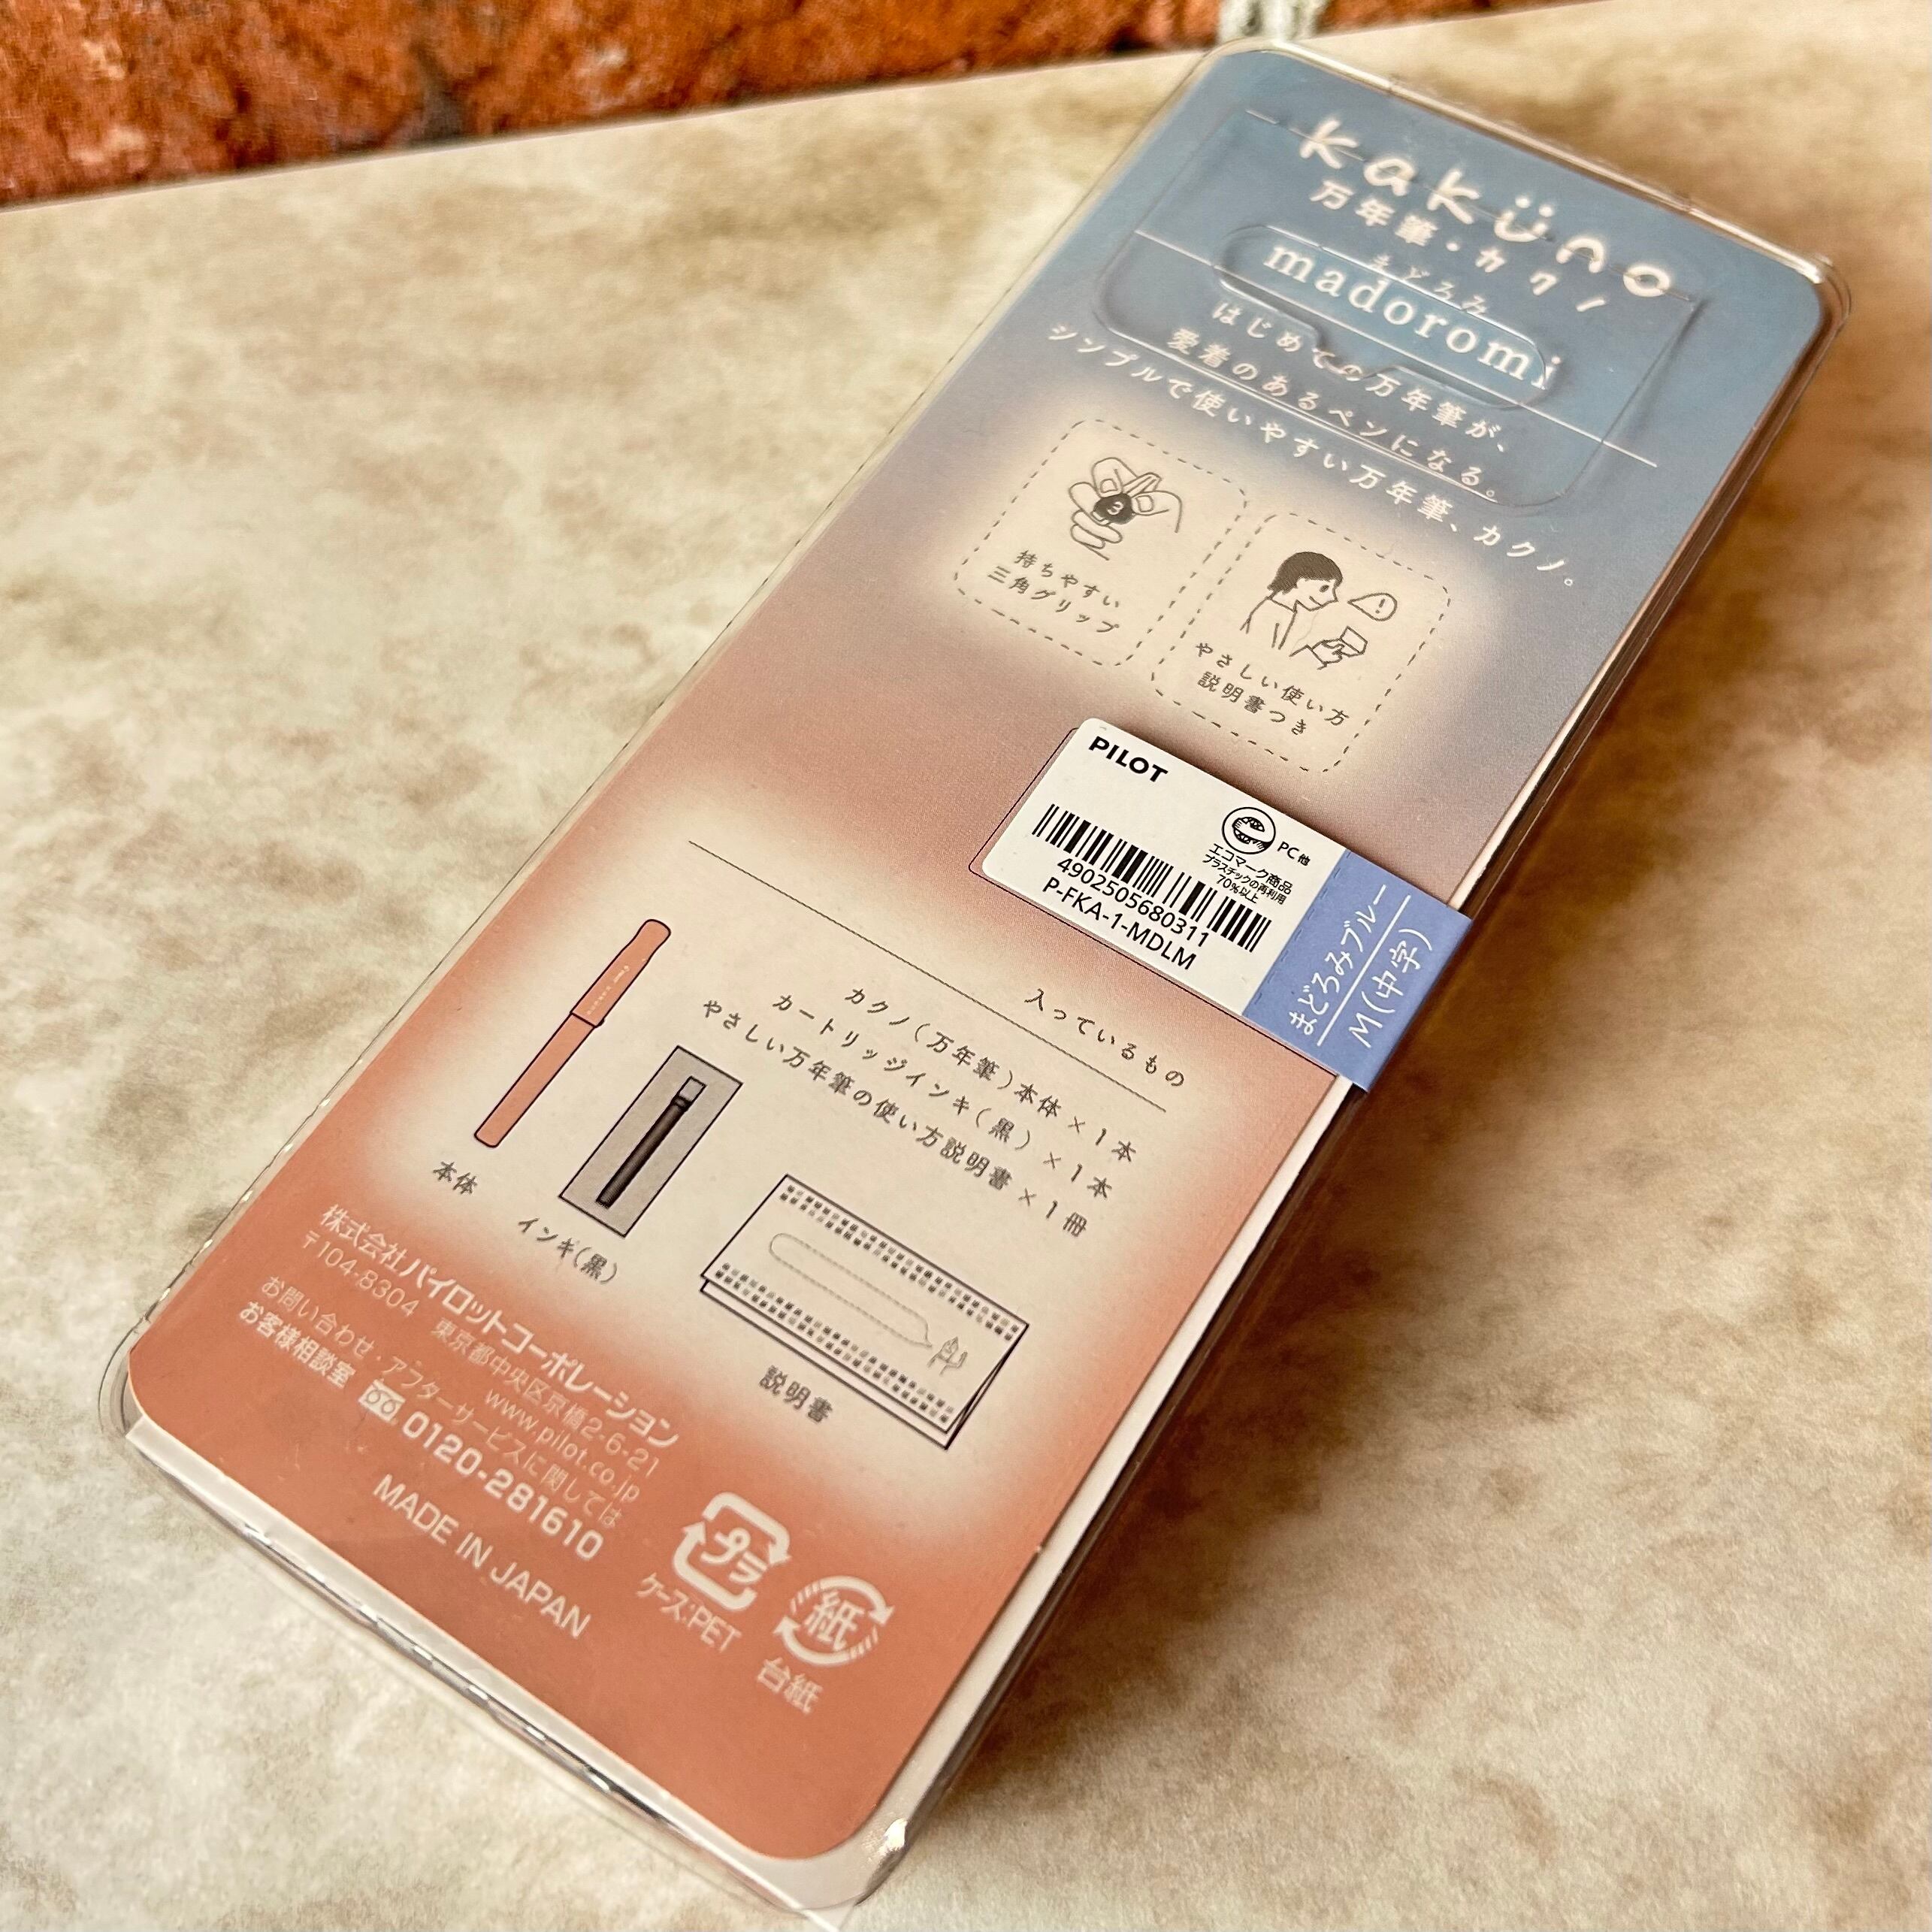 kaküno
万年筆・カクノ
まどろみ
madoromi
はじめての万年筆が、
愛着のあるペンになる。
シンプルで使いやすい万年筆、カクノ。
3
持ちやすい
三角グリップ
!
やさしい使い方
説明書つき
PILOT
PC他
エコマーク商品
プラスチックの再利用
70%以上
4902505680311
P-FKA-1-MDLM
まどろみブルー
M(中字)
入っているもの
カクノ(万年筆)本体×1本
カートリッジインキ(黒)×1本
やさしい万年筆の使い方説明書×1冊
本体
インキ(黒)
説明書
株式会社パイロットコーポレーション
〒104-8304 東京都中央区京橋2-6-21
www.pilot.co.jp
お問い合わせ・アフターサービスに関しては
お客様相談室 0120-281610
MADE IN JAPAN
プラ
ケース:PET
紙
台紙